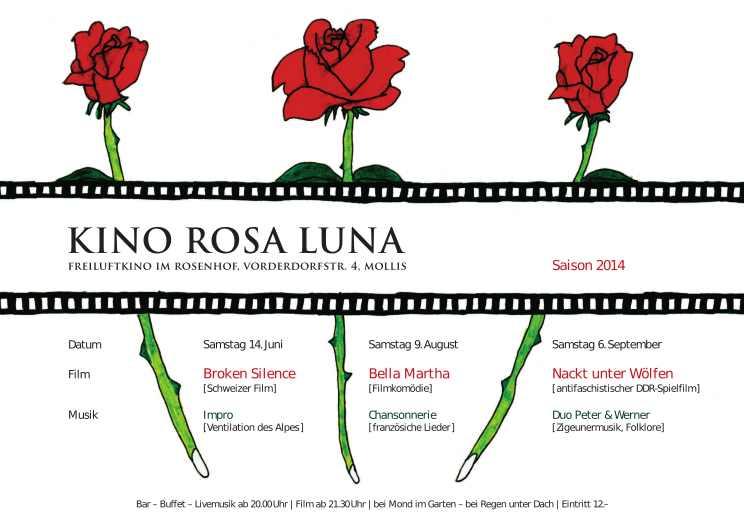 KINO ROSA LUNA
FREILUFTKINO IM ROSENHOF, VORDERDORFSTR. 4, MOLLIS
Saison 2014
Datum Samstag 14. Juni Samstag 9. August Samstag 6. September
Film Broken Silence Bella Martha Nackt unter Wölfen
[Schweizer Film] [Filmkomödie] [antifaschistischer DDR-Spielfilm]
Musik Impro Chansonnerie Duo Peter & Werner
[Ventilation des Alpes] [französiche Lieder] [Zigeunermusik, Folklore]
Bar – Buffet – Livemusik ab 20.00 Uhr | Film ab 21.30 Uhr | bei Mond im Garten – bei Regen unter Dach | Eintritt 12.–